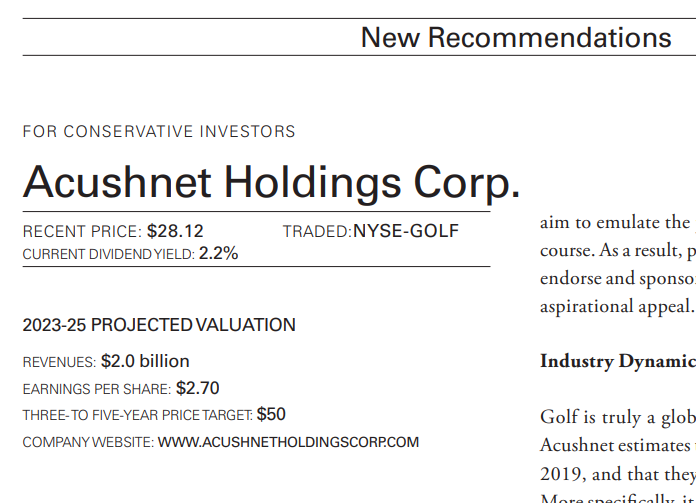 New Recommendations
FOR CONSERVATIVE INVESTORS
Acushnet Holdings Corp.
RECENT PRICE: $28.12 TRADED:NYSE-GOLF
CURRENT DIVIDEND YIELD: 2.2%
2023-25 PROJECTED VALUATION
REVENUES: $2.0 billion
EARNINGS PER SHARE: $2.70
THREE- TO FIVE-YEAR PRICE TARGET: $50
COMPANY WEBSITE: WWW.ACUSHNETHOLDINGSCORP.COM
aim to emulate the
course. As a result, p
endorse and sponsor
aspirational appeal.
Industry Dynamic
Golf is truly a glob
Acushnet estimates
2019, and that they
More specifically, it